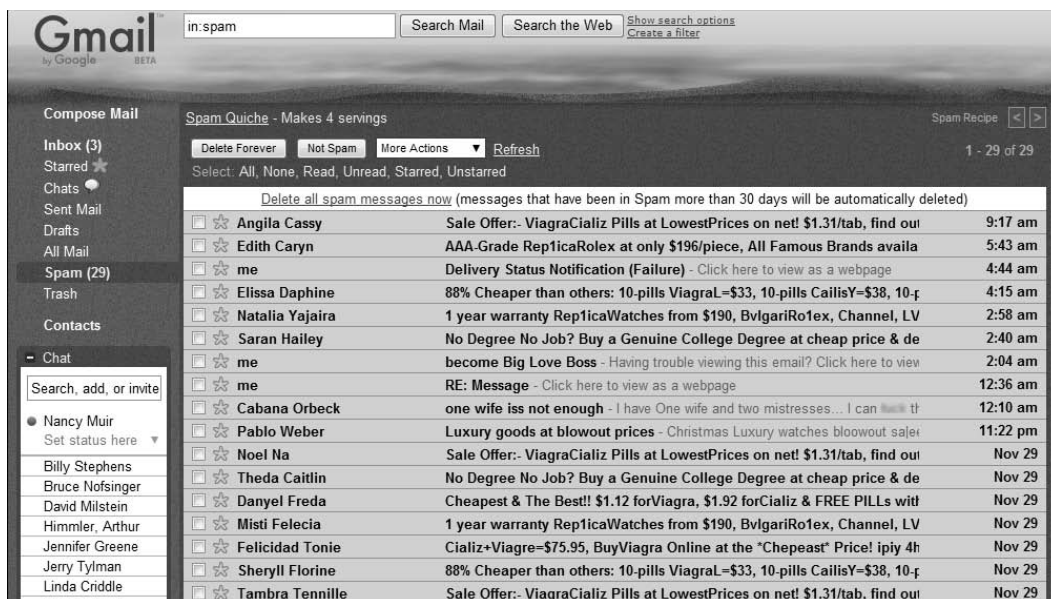 Gmail
by Google BETA
in:spam Search Mail Search the Web Show search options
Create a filter
Compose Mail
Inbox (3)
Starred
Chats
Sent Mail
Drafts
All Mail
Spam (29)
Trash
Contacts
Chat
Search, add, or invite
Nancy Muir
Set status here
Billy Stephens
Bruce Nofsinger
David Milstein
Himmler, Arthur
Jennifer Greene
Jerry Tylman
Linda Criddle
Spam Quiche - Makes 4 servings Spam Recipe < >
Delete Forever Not Spam More Actions Refresh 1 - 29 of 29
Select: All, None, Read, Unread, Starred, Unstarred
Delete all spam messages now (messages that have been in Spam more than 30 days will be automatically deleted)
Angila Cassy Sale Offer:- ViagraCializ Pills at LowestPrices on net! $1.31/tab, find out 9:17 am
Edith Caryn AAA-Grade Rep1icaRolex at only $196/piece, All Famous Brands availa 5:43 am
me Delivery Status Notification (Failure) - Click here to view as a webpage 4:44 am
Elissa Daphine 88% Cheaper than others: 10-pills ViagraL=$33, 10-pills CailisY=$38, 10-p 4:15 am
Natalia Yajaira 1 year warranty Rep1icaWatches from $190, BvlgariRo1ex, Channel, LV 2:58 am
Saran Hailey No Degree No Job? Buy a Genuine College Degree at cheap price & de 2:40 am
me become Big Love Boss - Having trouble viewing this email? Click here to view 2:04 am
me RE: Message - Click here to view as a webpage 12:36 am
Cabana Orbeck one wife iss not enough - I have One wife and two mistresses... I can th 12:10 am
Pablo Weber Luxury goods at blowout prices - Christmas Luxury watches bloowout sale 11:22 pm
Noel Na Sale Offer:- ViagraCializ Pills at LowestPrices on net! $1.31/tab, find out Nov 29
Theda Caitlin No Degree No Job? Buy a Genuine College Degree at cheap price & de Nov 29
Danyel Freda Cheapest & The Best!! $1.12 forViagra, $1.92 forCializ & FREE PILLs with Nov 29
Misti Felecia 1 year warranty Rep1icaWatches from $190, BvlgariRo1ex, Channel, LV Nov 29
Felicidad Tonie Cializ+Viagre=$75.95, BuyViagra Online at the *Chepeast* Price! ipiy 4h Nov 29
Sheryll Florine 88% Cheaper than others: 10-pills ViagraL=$33, 10-pills CailisY=$38, 10-p Nov 29
Tambra Tennille Sale Offer:- ViagraCializ Pills at LowestPrices on net! $1.31/tab, find out Nov 29